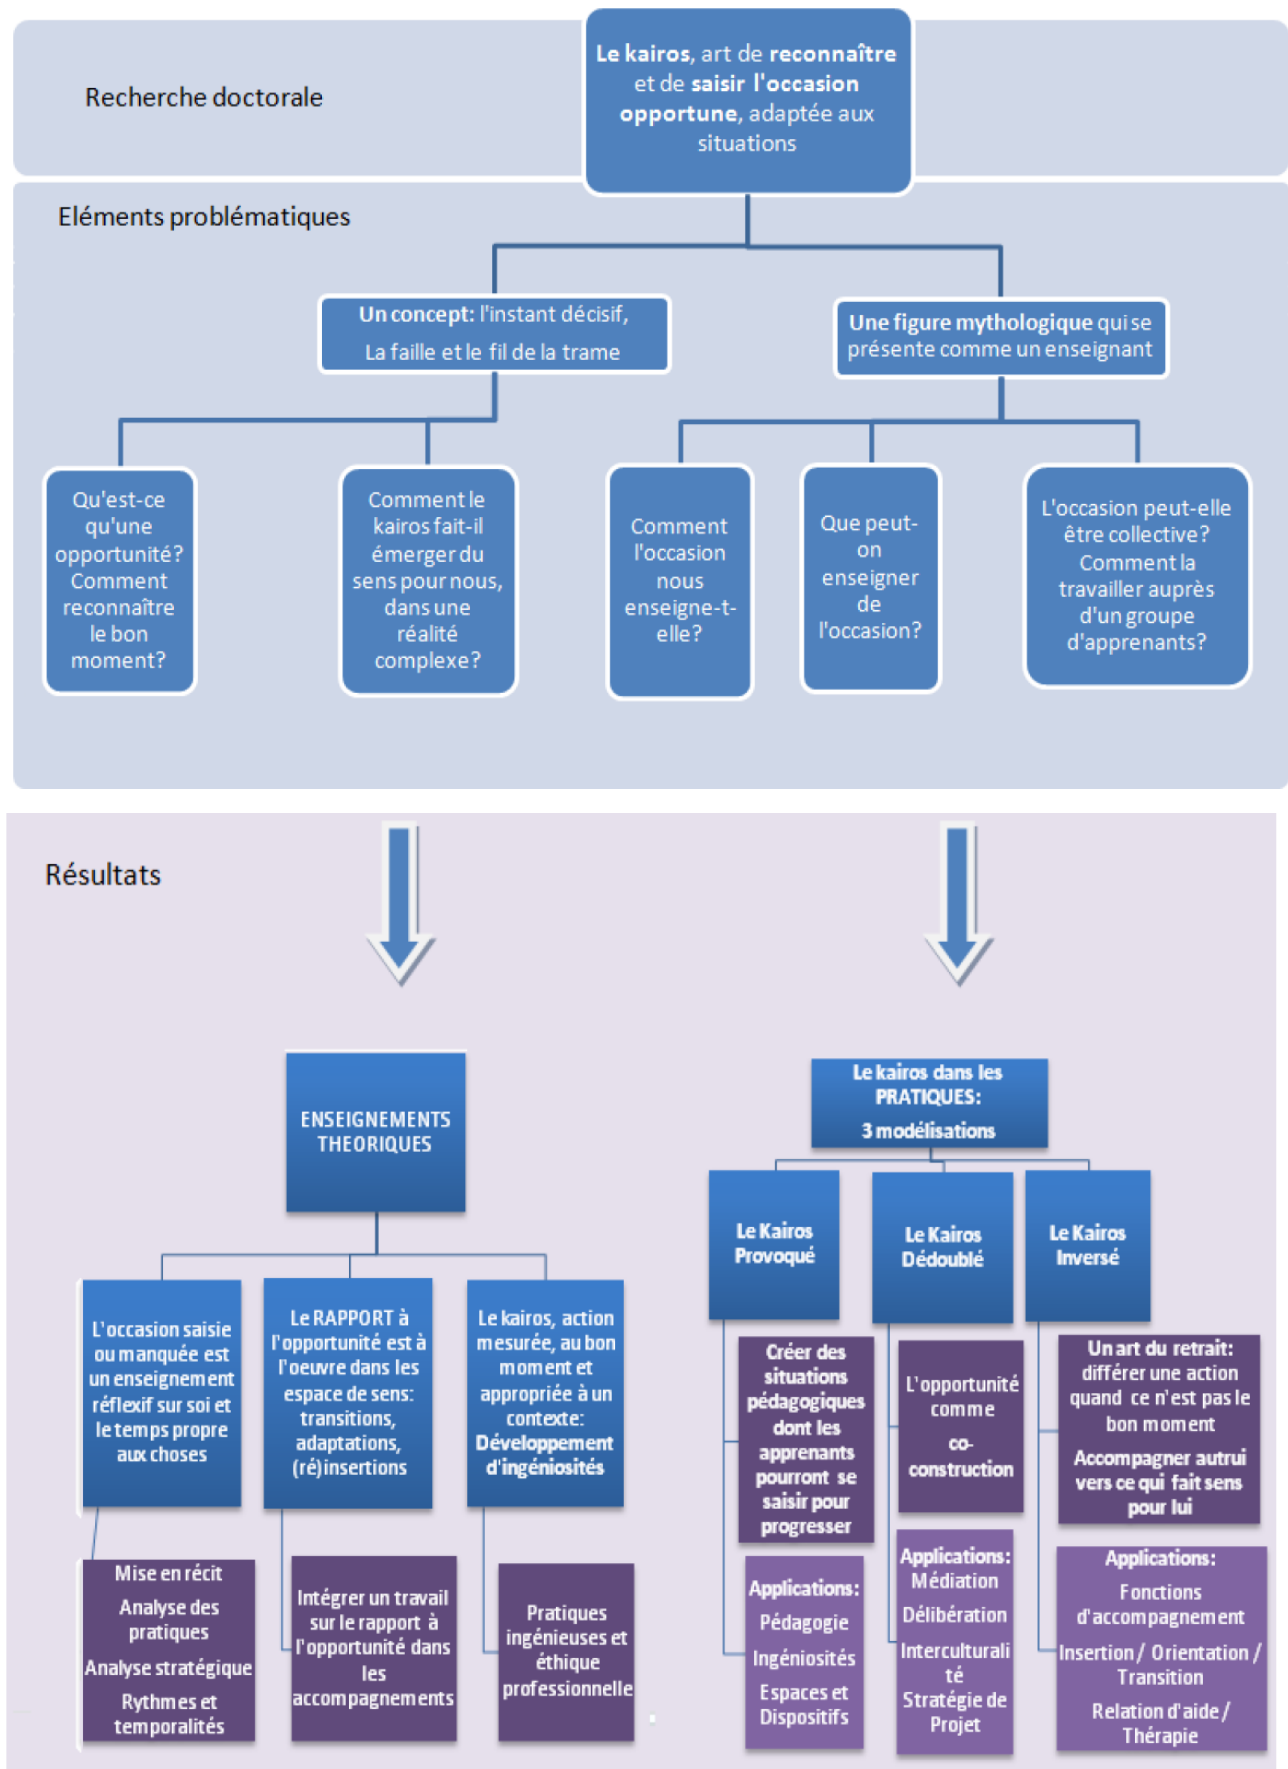 Recherche doctorale
Le kairos, art de reconnaître
et de saisir l'occasion
opportune, adaptée aux
situations
Eléments problématiques
Un concept: l'instant décisif,
La faille et le fil de la trame
Une figure mythologique qui se
présente comme un enseignant
Qu'est-ce
qu'une
opportunité?
Comment
reconnaître
le bon
moment?
Comment le
kairos fait-il
émerger du
sens pour nous,
dans une
réalité
complexe?
Comment
l'occasion
nous
enseigne-t-
elle?
Que peut-
on
enseigner
de
l'occasion?
L'occasion peut-elle
être collective?
Comment la
travailler auprès
d'un groupe
d'apprenants?
Résultats
ENSEIGNEMENTS
THEORIQUES
L'occasion saisie
ou manquée est
un enseignement
réflexif sur soi et
le temps propre
aux choses
Le RAPPORT à
l'opportunité est à
l'oeuvre dans les
espace de sens:
transitions,
adaptations,
(ré)insertions
Le kairos, action
mesurée, au bon
moment et
appropriée à un
contexte:
Développement
d'ingéniosités
Mise en récit
Analyse des
pratiques
Analyse stratégique
Rythmes et
temporalités
Intégrer un travail
sur le rapport à
l'opportunité dans
les
accompagnements
Pratiques
ingénieuses et
éthique
professionnelle
Le kairos dans les
PRATIQUES:
3 modélisations
Le Kairos
Provoqué
Le Kairos
Dédoublé
Le Kairos
Inversé
Créer des
situations
pédagogiques
dont les
apprenants
pourront se
saisir pour
progresser
L'opportunité
comme
co-
construction
Un art du retrait:
différer une action
quand ce n'est pas le
bon moment
Accompagner autrui
vers ce qui fait sens
pour lui
Applications:
Pédagogie
Ingéniosités
Espaces et
Dispositifs
Applications:
Médiation
Délibération
Interculturali
té
Stratégie de
Projet
Applications:
Fonctions
d'accompagnement
Insertion / Orientation /
Transition
Relation d'aide /
Thérapie